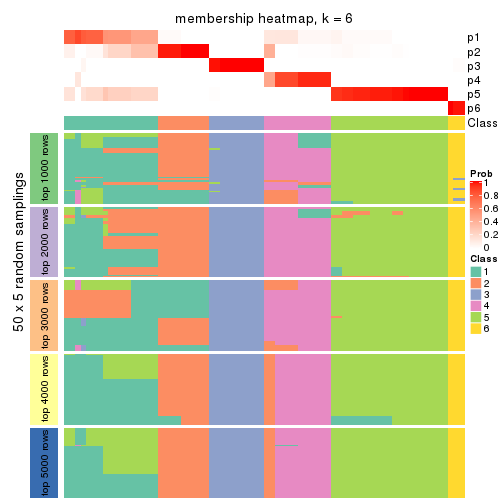 membership heatmap, k = 6
p1
p2
p3
p4
p5
p6
Class
50 x 5 random samplings
top 1000 rows
top 2000 rows
top 3000 rows
top 4000 rows
top 5000 rows
Prob
1
0.8
0.6
0.4
0.2
0
Class
1
2
3
4
5
6